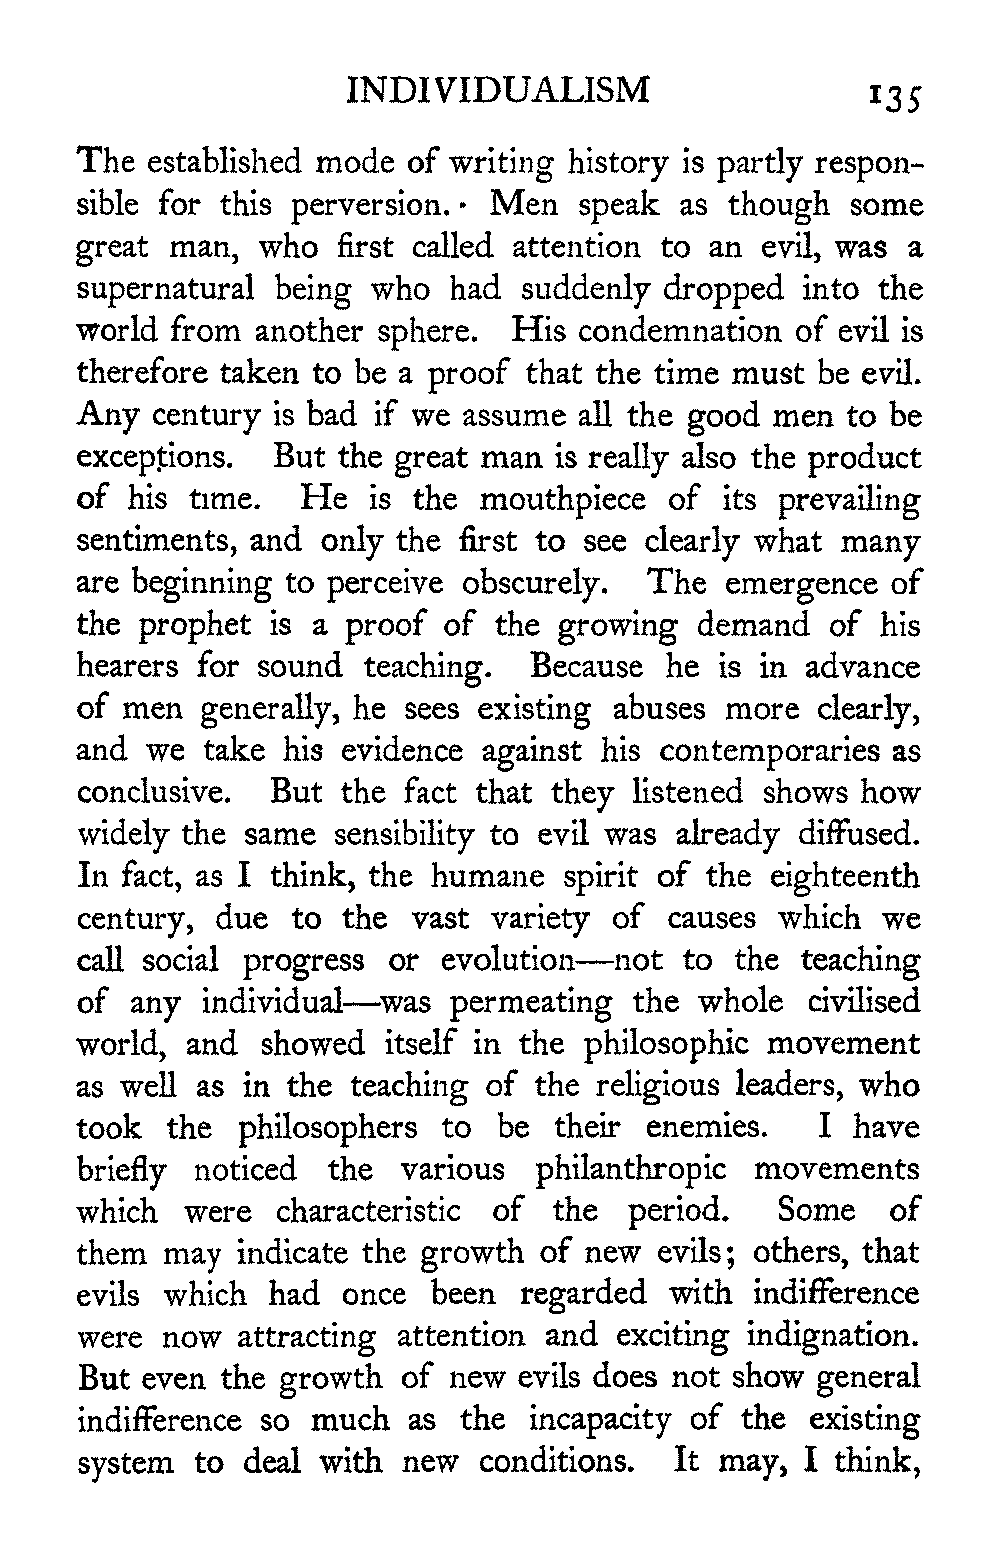 INDIVIDUALISM 135
The established mode of writing history is partly respon-
sible for this perversion. · Men speak as though some
great man, who first called attention to an evil, was a
supernatural being who had suddenly dropped into the
world from another sphere. His condemnation of evil is
therefore taken to be a proof that the time must be evil.
Any century is bad if we assume all the good men to be
exceptions. But the great man is really also the product
of his time. He is the mouthpiece of its prevailing
sentiments, and only the first to see clearly what many
are beginning to perceive obscurely. The emergence of
the prophet is a proof of the growing demand of his
hearers for sound teaching. Because he is in advance
of men generally, he sees existing abuses more clearly,
and we take his evidence against his contemporaries as
conclusive. But the fact that they listened shows how
widely the same sensibility to evil was already diffused.
In fact, as I think, the humane spirit of the eighteenth
century, due to the vast variety of causes which we
call social progress or evolution—not to the teaching
of any individual—was permeating the whole civilised
world, and showed itself in the philosophic movement
as well as in the teaching of the religious leaders, who
took the philosophers to be their enemies. I have
briefly noticed the various philanthropic movements
which were characteristic of the period. Some of
them may indicate the growth of new evils; others, that
evils which had once been regarded with indifference
were now attracting attention and exciting indignation.
But even the growth of new evils does not show general
indifference so much as the incapacity of the existing
system to deal with new conditions. It may, I think,